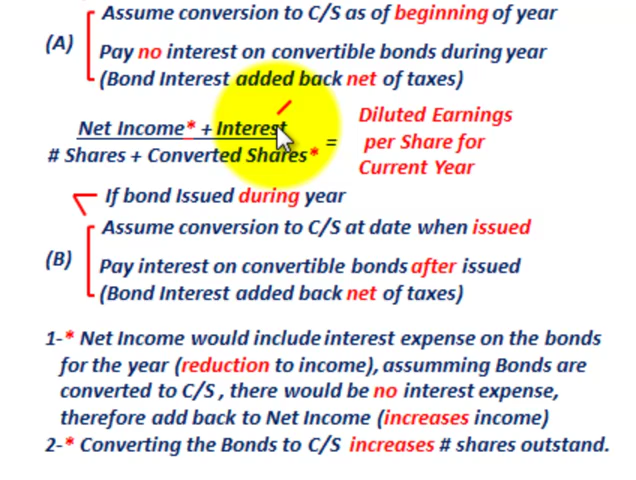 Assume conversion to C/S as of beginning of year
(A)
Pay no interest on convertible bonds during year
(Bond Interest added back net of taxes)
Net Income* + Interest
# Shares + Converted Shares*
=
Diluted Earnings
per Share for
Current Year
If bond Issued during year
Assume conversion to C/S at date when issued
(B)
Pay interest on convertible bonds after issued
(Bond Interest added back net of taxes)
1-* Net Income would include interest expense on the bonds
for the year (reduction to income), assumming Bonds are
converted to C/S , there would be no interest expense,
therefore add back to Net Income (increases income)
2-* Converting the Bonds to C/S increases # shares outstand.